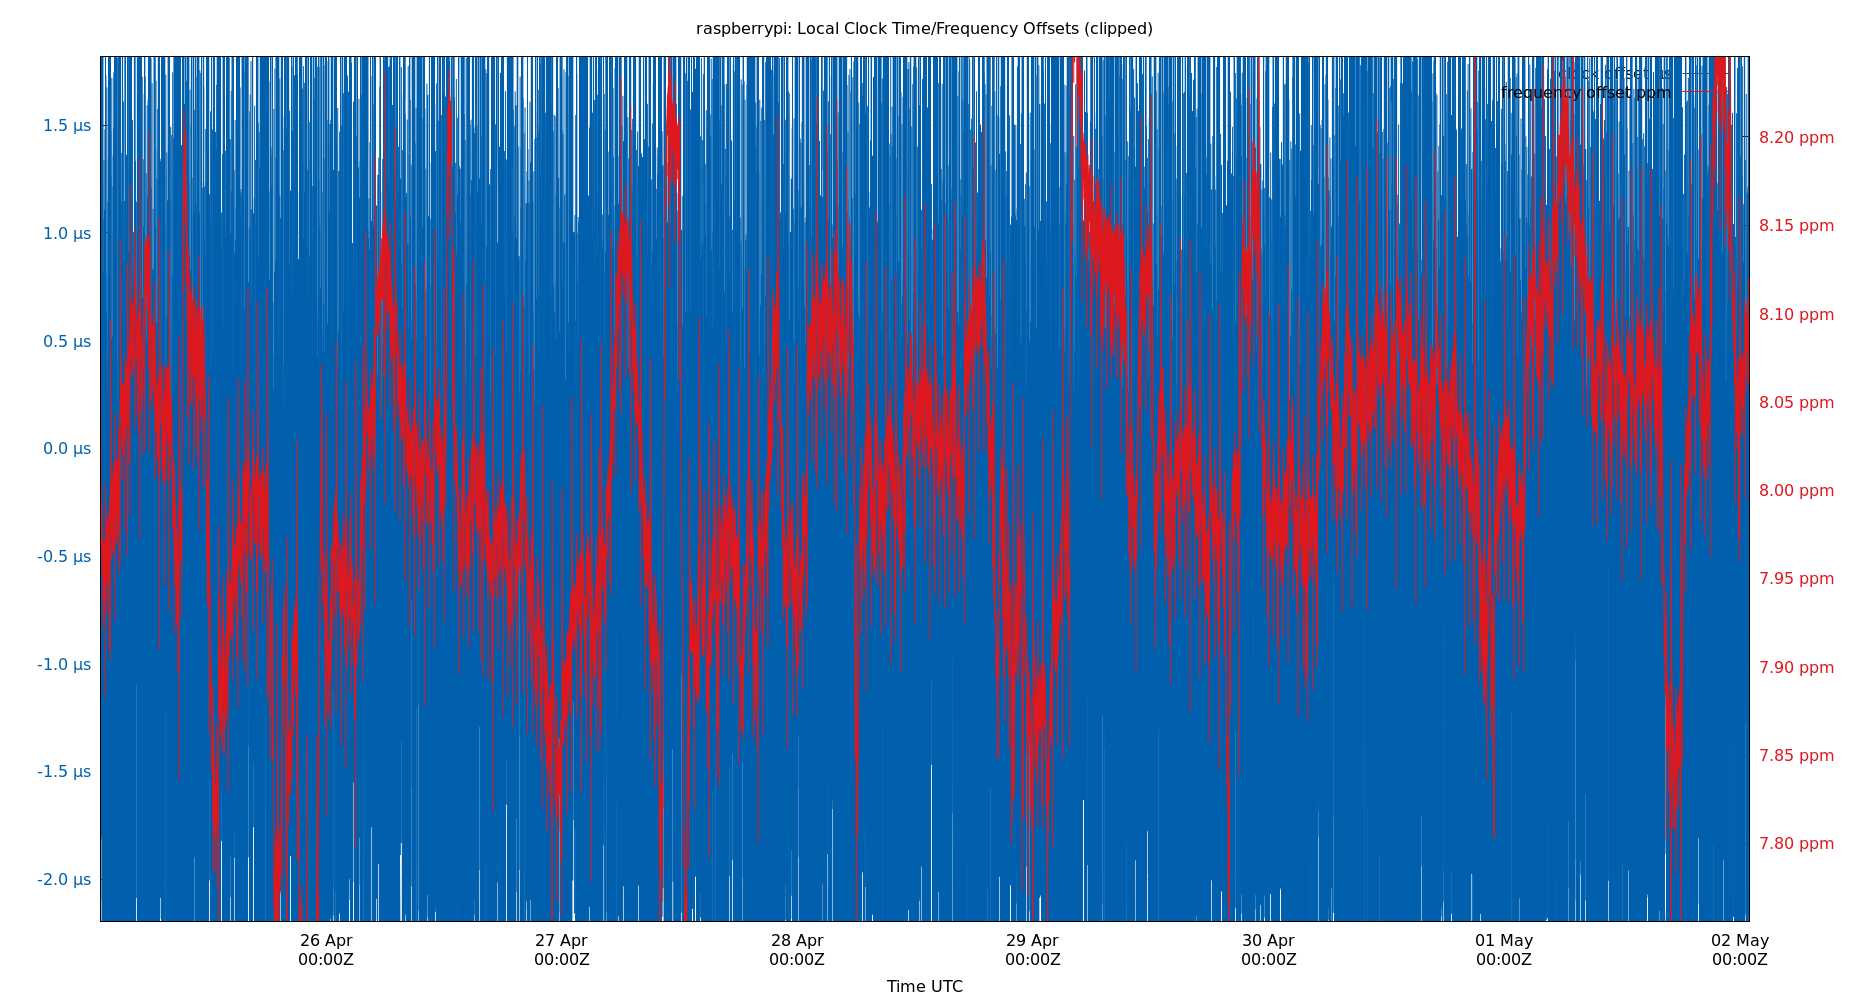 raspberrypi: Local Clock Time/Frequency Offsets (clipped)
clock offset µs
frequency offset ppm
1.5 µs
1.0 µs
0.5 µs
0.0 µs
-0.5 µs
-1.0 µs
-1.5 µs
-2.0 µs
8.20 ppm
8.15 ppm
8.10 ppm
8.05 ppm
8.00 ppm
7.95 ppm
7.90 ppm
7.85 ppm
7.80 ppm
26 Apr 27 Apr 28 Apr 29 Apr 30 Apr 01 May 02 May
00:00Z 00:00Z 00:00Z 00:00Z 00:00Z 00:00Z 00:00Z
Time UTC